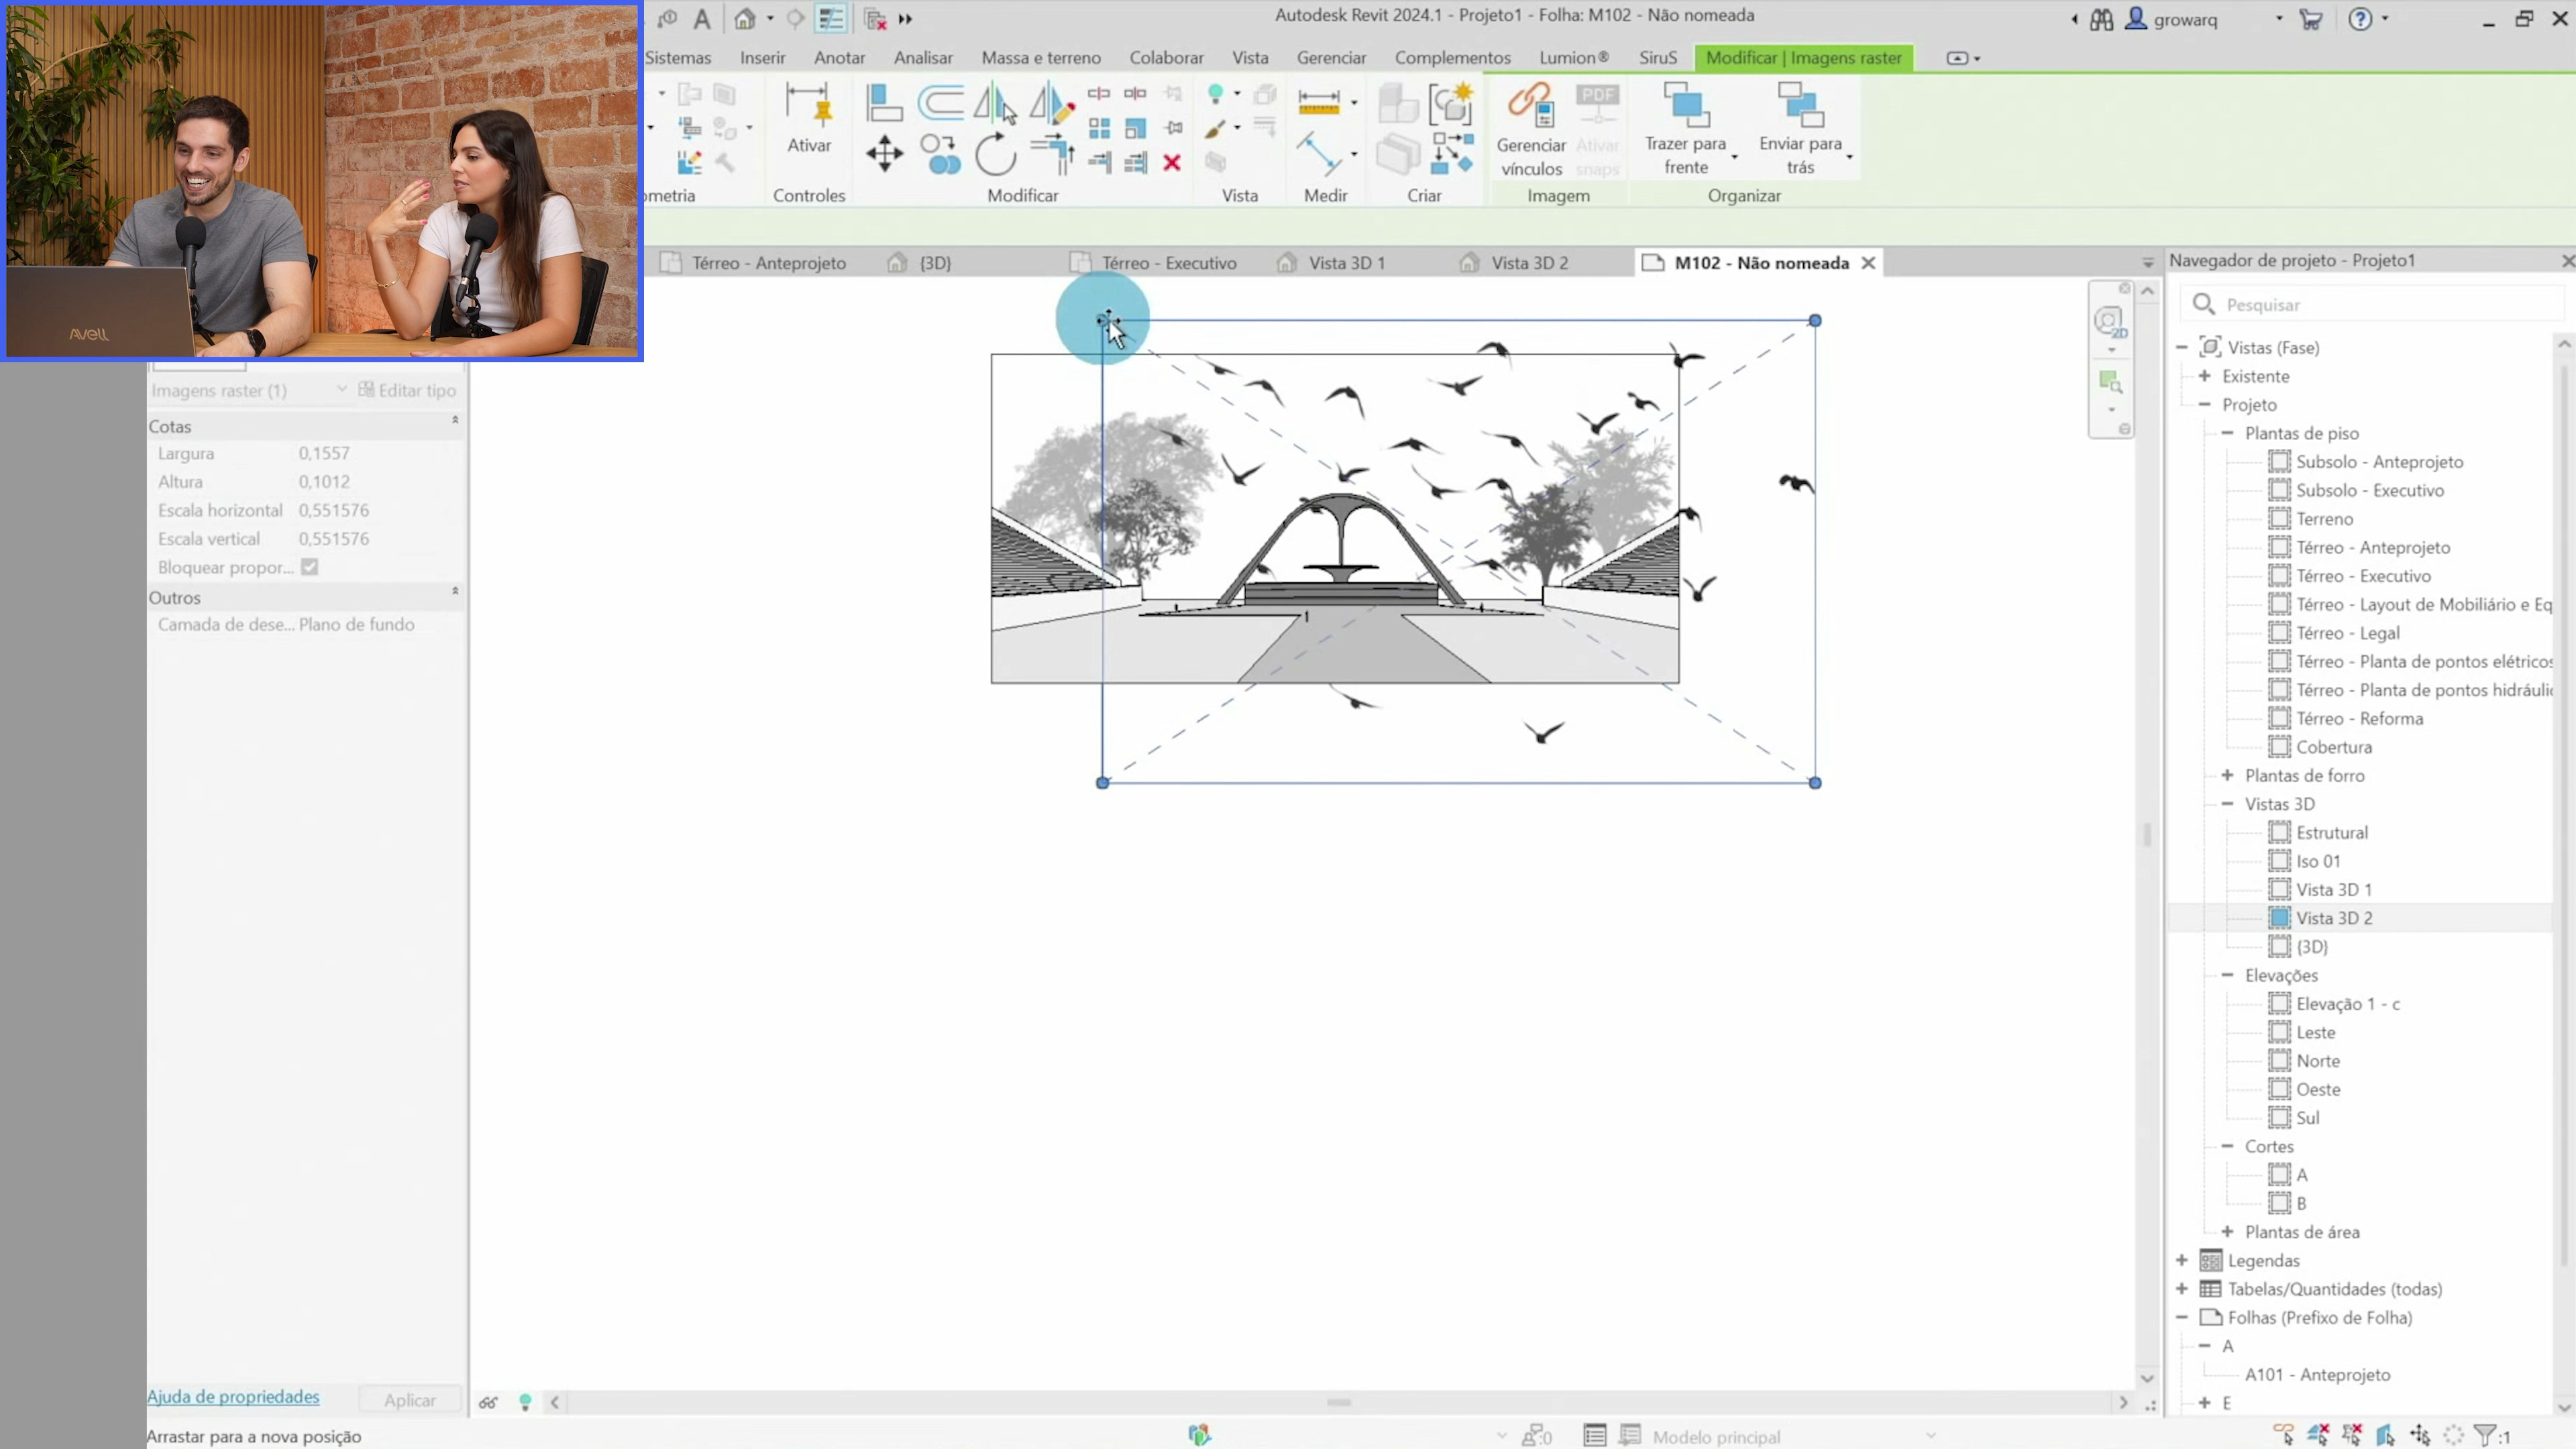 Autodesk Revit 2024.1 - Projeto1 - Folha: M102 - Não nomeada
growarq
Sistemas Inserir Anotar Analisar Massa e terreno Colaborar Vista Gerenciar Complementos Lumion® SiruS Modificar | Imagens raster
Ativar
Gerenciar vínculos
PDF
Ativar snaps
Trazer para frente
Enviar para trás
ometria Controles Modificar Vista Medir Criar Imagem Organizar
Térreo - Anteprojeto {3D} Térreo - Executivo Vista 3D 1 Vista 3D 2 M102 - Não nomeada
Avell
Imagens raster (1) Editar tipo
Cotas
Largura 0,1557
Altura 0,1012
Escala horizontal 0,551576
Escala vertical 0,551576
Bloquear propor...
Outros
Camada de dese... Plano de fundo
Ajuda de propriedades Aplicar
Arrastar para a nova posição
2D
Navegador de projeto - Projeto1
Pesquisar
Vistas (Fase)
Existente
Projeto
Plantas de piso
Subsolo - Anteprojeto
Subsolo - Executivo
Terreno
Térreo - Anteprojeto
Térreo - Executivo
Térreo - Layout de Mobiliário e Eq
Térreo - Legal
Térreo - Planta de pontos elétricos
Térreo - Planta de pontos hidráulic
Térreo - Reforma
Cobertura
Plantas de forro
Vistas 3D
Estrutural
Iso 01
Vista 3D 1
Vista 3D 2
{3D}
Elevações
Elevação 1 - c
Leste
Norte
Oeste
Sul
Cortes
A
B
Plantas de área
Legendas
Tabelas/Quantidades (todas)
Folhas (Prefixo de Folha)
A
A101 - Anteprojeto
E
:0 Modelo principal :1